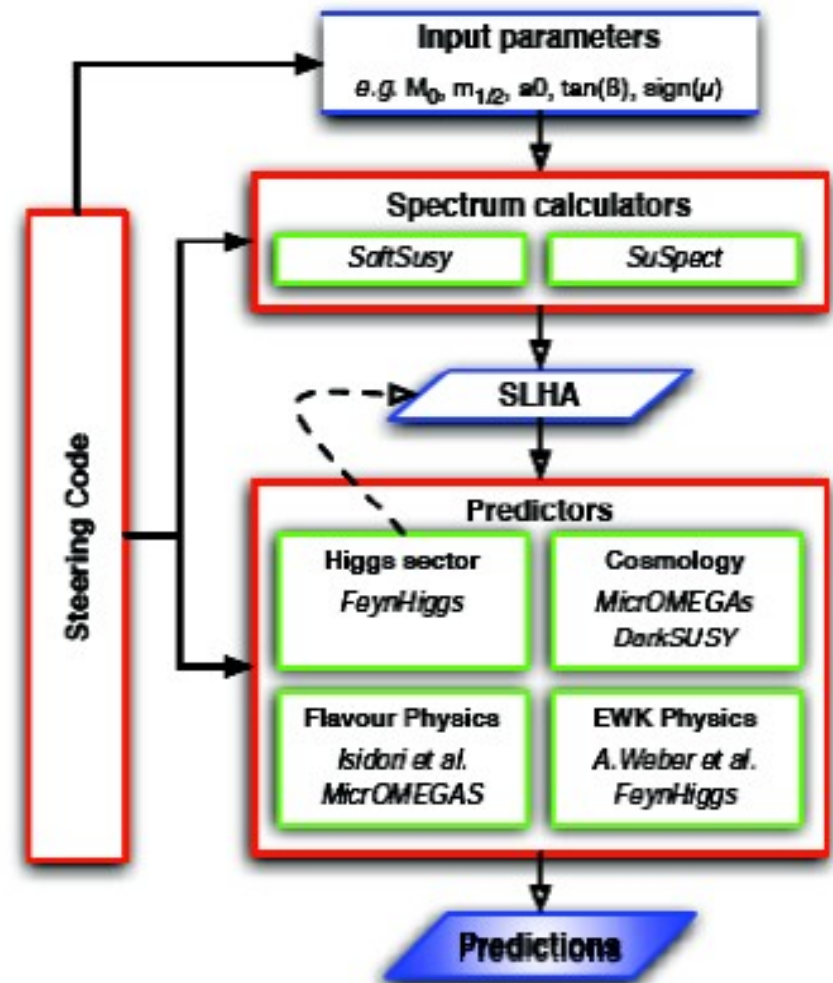 Input parameters
e.g. M₀, m₁/₂, a0, tan(β), sign(μ)
Spectrum calculators
SoftSusy
SuSpect
SLHA
Steering Code
Predictors
Higgs sector
FeynHiggs
Cosmology
MicrOMEGAs
DarkSUSY
Flavour Physics
Isidori et al.
MicrOMEGAS
EWK Physics
A.Weber et al.
FeynHiggs
Predictions